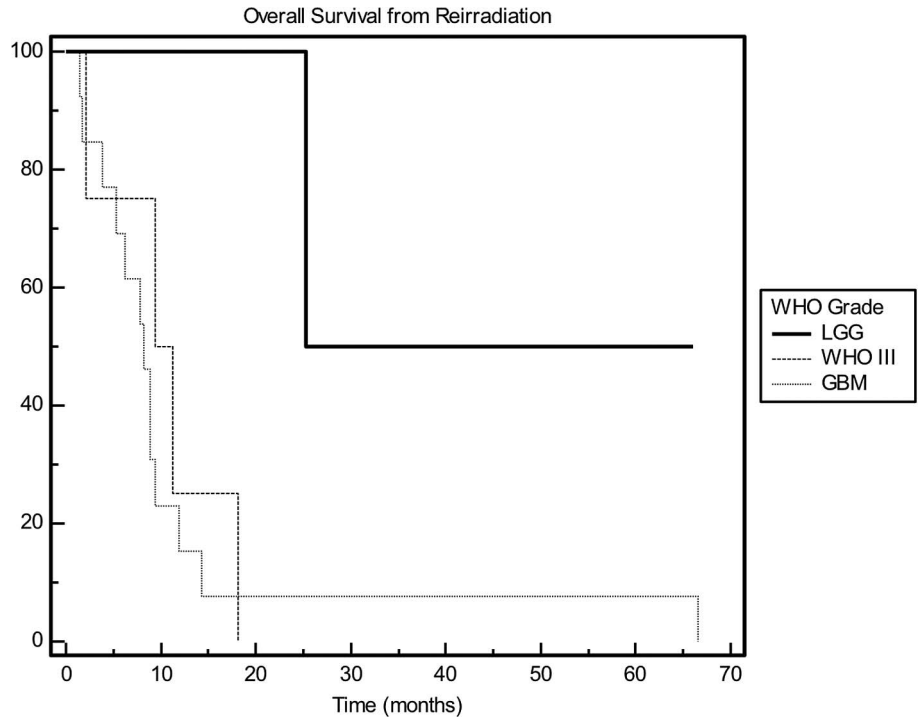 Overall Survival from Reirradiation
100
80
60
40
20
0
0 10 20 30 40 50 60 70
Time (months)
WHO Grade
LGG
WHO III
GBM